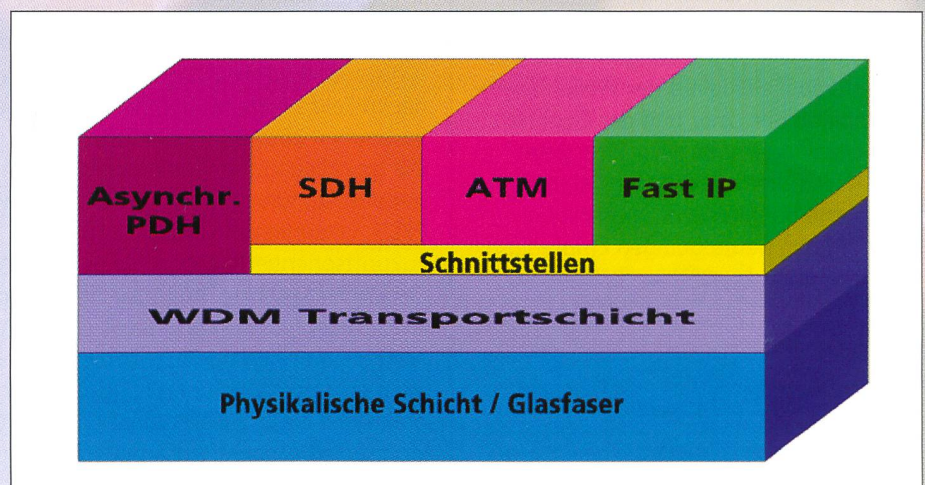 Asynchr.
PDH
SDH
ATM
Fast IP
Schnittstellen
WDM Transportschicht
Physikalische Schicht / Glasfaser